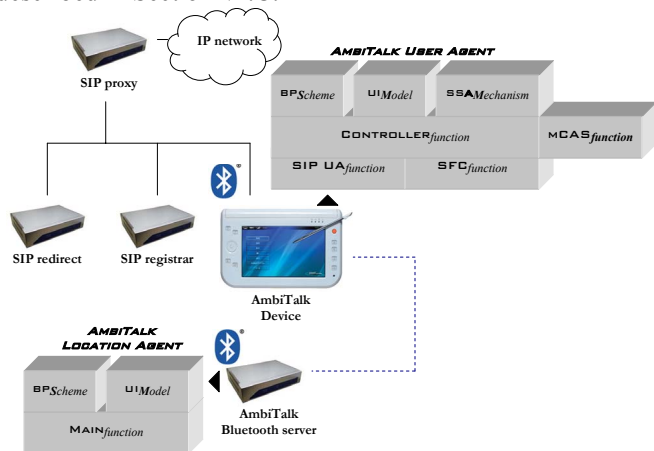 IP network
SIP proxy
AMBITALK USER AGENT
BPScheme
UIModel
SSAMechanism
CONTROLLERfunction
MCASfunction
SIP UAfunction
SFCfunction
SIP redirect
SIP registrar
AmbiTalk
Device
AMBITALK
LOCATION AGENT
BPScheme
UIModel
MAINfunction
AmbiTalk
Bluetooth server